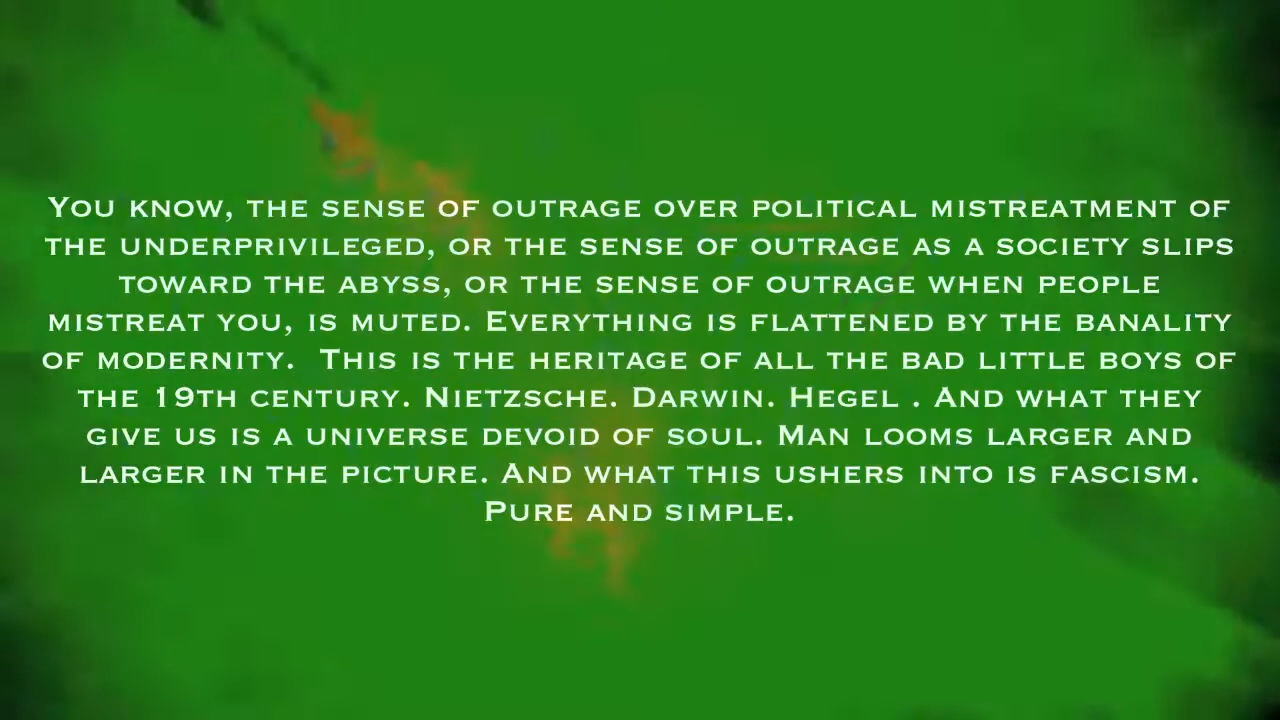 You know, the sense of outrage over political mistreatment of
the underprivileged, or the sense of outrage as a society slips
toward the abyss, or the sense of outrage when people
mistreat you, is muted. Everything is flattened by the banality
of modernity.  This is the heritage of all the bad little boys of
the 19th century. Nietzsche. Darwin. Hegel . And what they
give us is a universe devoid of soul. Man looms larger and
larger in the picture. And what this ushers into is fascism.
Pure and simple.